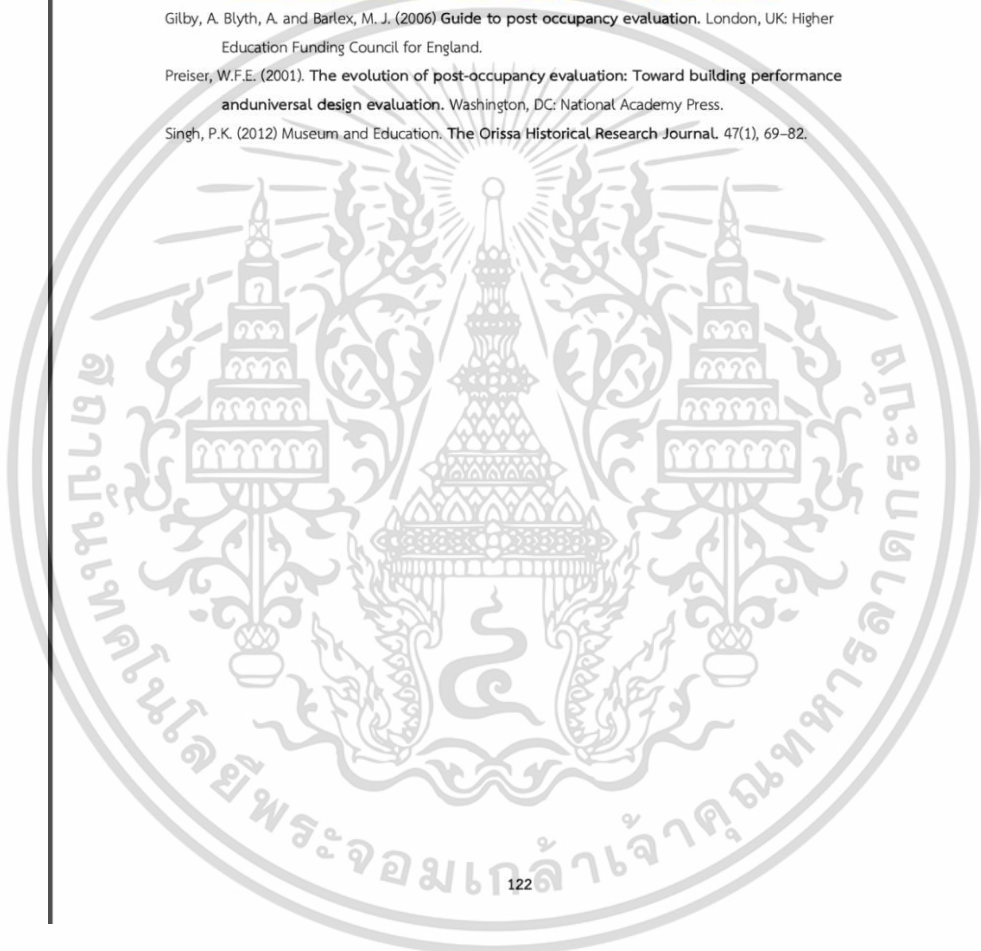 Gilby, A. Blyth, A. and Barlex, M. J. (2006) Guide to post occupancy evaluation. London, UK: Higher
Education Funding Council for England.
Preiser, W.F.E. (2001). The evolution of post-occupancy evaluation: Toward building performance
anduniversal design evaluation. Washington, DC: National Academy Press.
Singh, P.K. (2012) Museum and Education. The Orissa Historical Research Journal. 47(1), 69–82.
สถาบันเทคโนโลยีพระจอมเกล้าเจ้าคุณทหารลาดกระบัง
๔
122